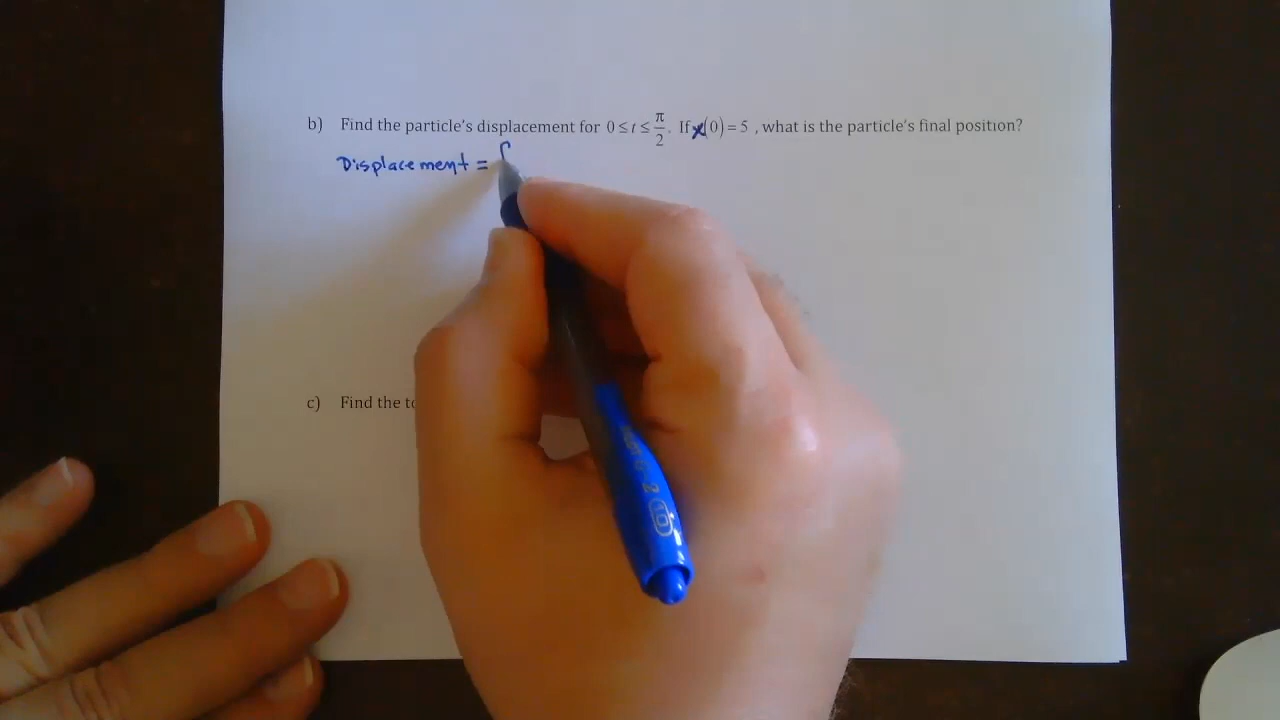 b) Find the particle's displacement for 0 ≤ t ≤ π/2. If x(0) = 5 , what is the particle's final position?
Displacement = ∫
c) Find the